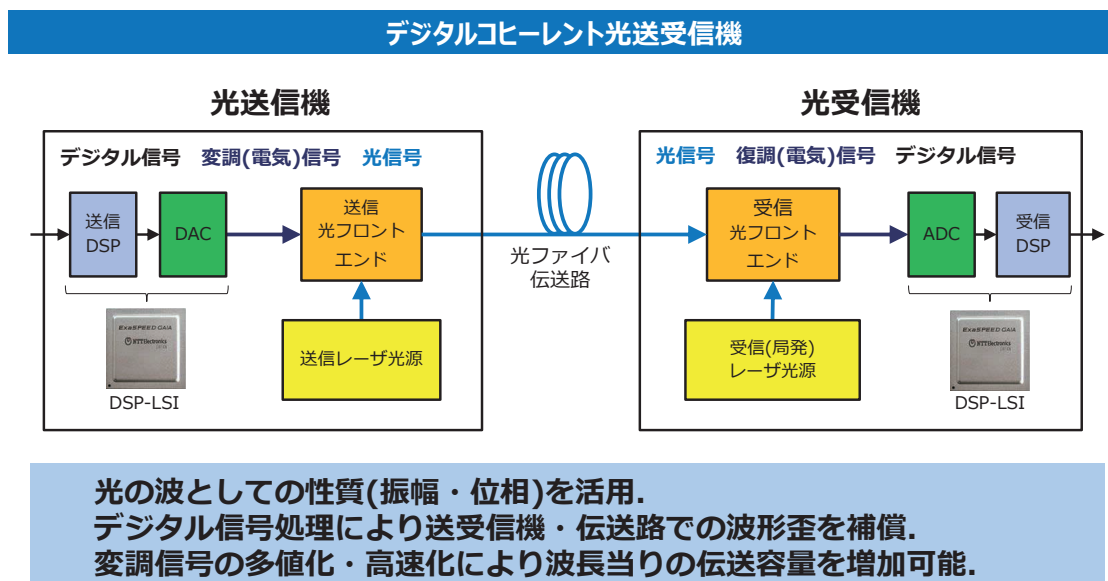 デジタルコヒーレント光送受信機
光送信機
デジタル信号 変調(電気)信号 光信号
送信
DSP
DAC
送信
光フロント
エンド
送信レーザ光源
ExaSPEED GAIA
NTT Electronics
DSP-LSI
光ファイバ
伝送路
光受信機
光信号 復調(電気)信号 デジタル信号
受信
光フロント
エンド
ADC
受信
DSP
受信(局発)
レーザ光源
ExaSPEED GAIA
NTT Electronics
DSP-LSI
光の波としての性質(振幅・位相)を活用.
デジタル信号処理により送受信機・伝送路での波形歪を補償.
変調信号の多値化・高速化により波長当りの伝送容量を増加可能.